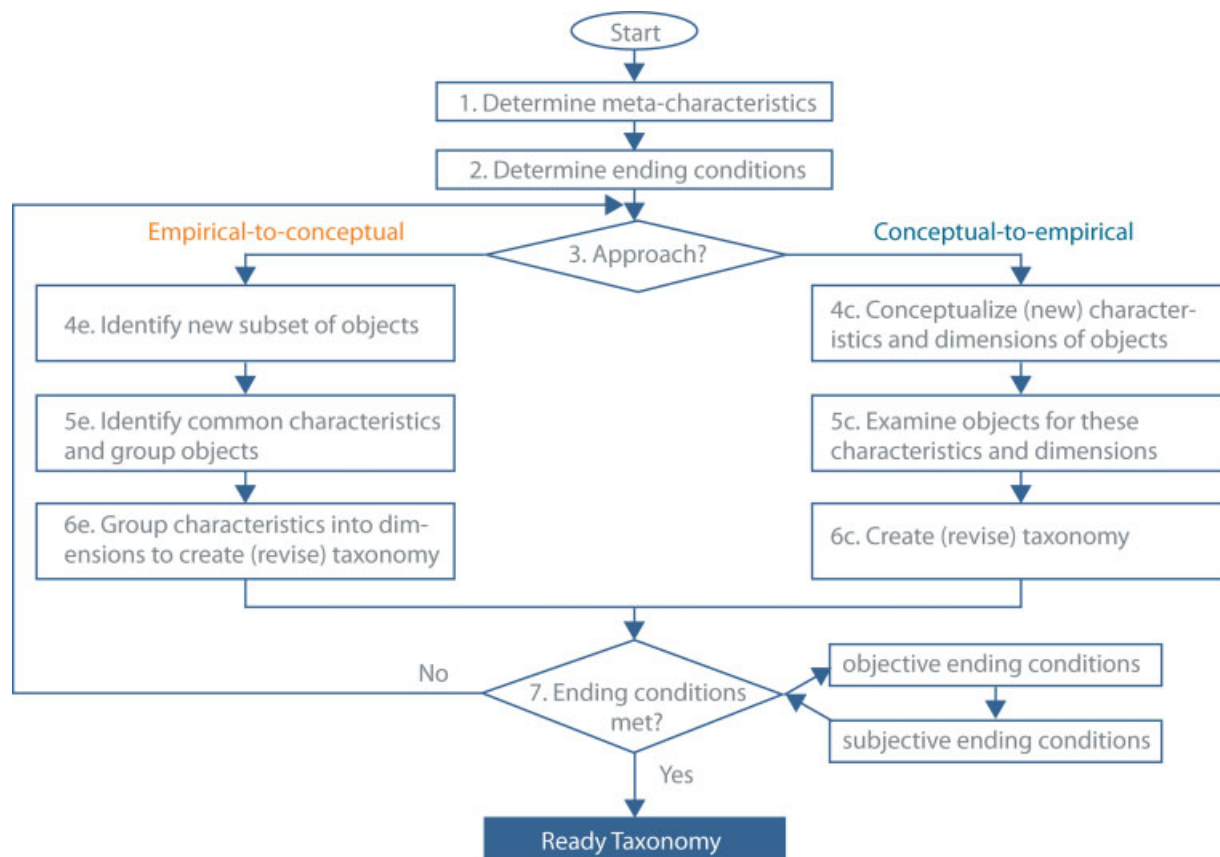 Start
1. Determine meta-characteristics
2. Determine ending conditions
Empirical-to-conceptual
Conceptual-to-empirical
3. Approach?
4e. Identify new subset of objects
4c. Conceptualize (new) character-
istics and dimensions of objects
5e. Identify common characteristics
and group objects
5c. Examine objects for these
characteristics and dimensions
6e. Group characteristics into dim-
ensions to create (revise) taxonomy
6c. Create (revise) taxonomy
No
7. Ending conditions
met?
objective ending conditions
subjective ending conditions
Yes
Ready Taxonomy